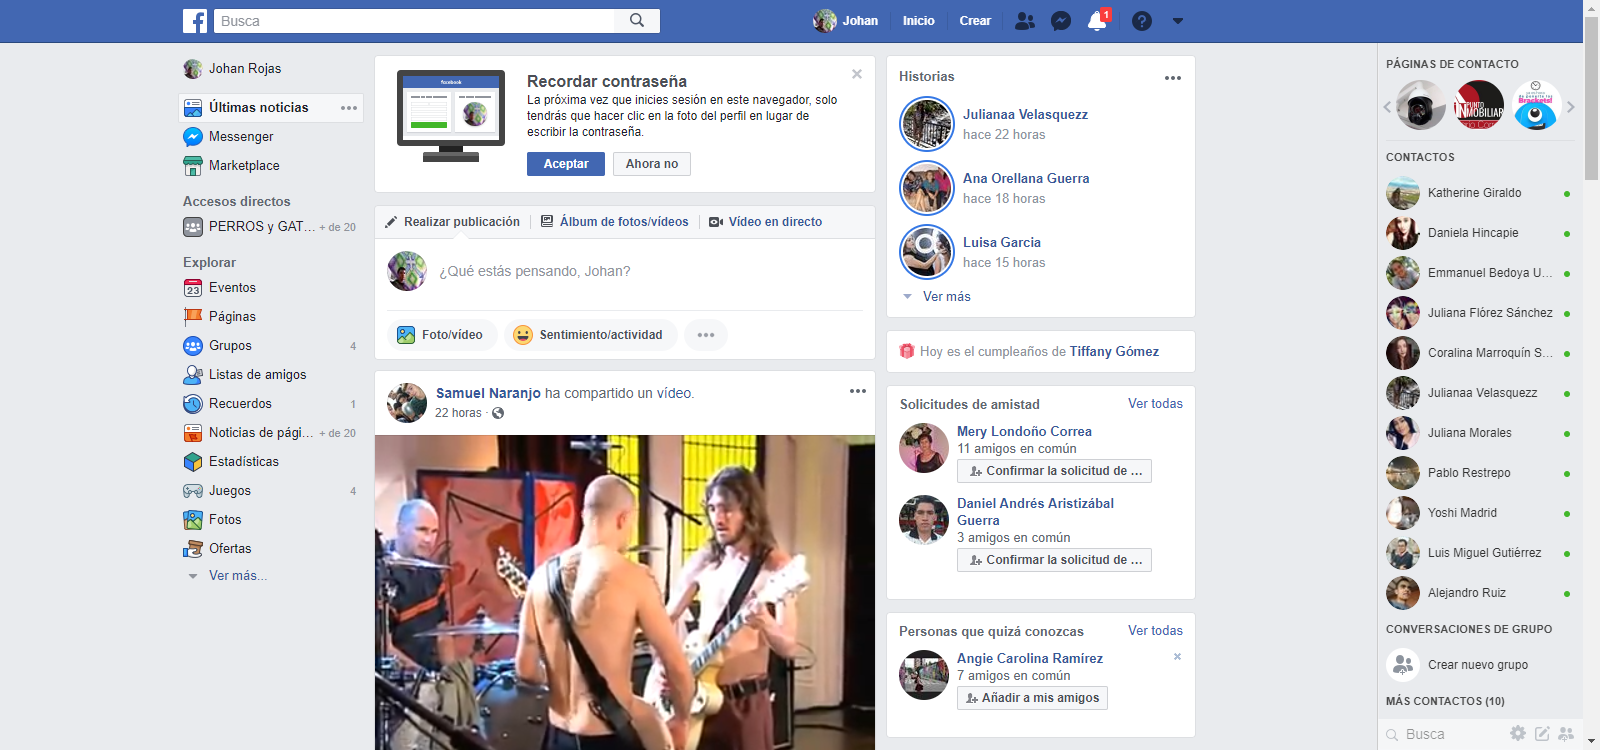 Busca
Johan
Inicio
Crear
1
Johan Rojas
Últimas noticias
Messenger
Marketplace
Accesos directos
PERROS y GAT... + de 20
Explorar
23
Eventos
Páginas
Grupos 4
Listas de amigos
Recuerdos 1
Noticias de pági... + de 20
Estadísticas
Juegos 4
Fotos
Ofertas
Ver más...
facebook
Recordar contraseña
La próxima vez que inicies sesión en este navegador, solo
tendrás que hacer clic en la foto del perfil en lugar de
escribir la contraseña.
Aceptar
Ahora no
Realizar publicación
Álbum de fotos/vídeos
Vídeo en directo
¿Qué estás pensando, Johan?
Foto/vídeo
Sentimiento/actividad
Samuel Naranjo ha compartido un vídeo.
22 horas ·
Historias
Julianaa Velasquezz
hace 22 horas
Ana Orellana Guerra
hace 18 horas
Luisa Garcia
hace 15 horas
Ver más
Hoy es el cumpleaños de Tiffany Gómez
Solicitudes de amistad
Ver todas
Mery Londoño Correa
11 amigos en común
Confirmar la solicitud de ...
Daniel Andrés Aristizábal
Guerra
3 amigos en común
Confirmar la solicitud de ...
Personas que quizá conozcas
Ver todas
Angie Carolina Ramírez
7 amigos en común
Añadir a mis amigos
PÁGINAS DE CONTACTO
PUNTO
INMOBILIAR
Brackets!
CONTACTOS
Katherine Giraldo
Daniela Hincapie
Emmanuel Bedoya U...
Juliana Flórez Sánchez
Coralina Marroquín S...
Julianaa Velasquezz
Juliana Morales
Pablo Restrepo
Yoshi Madrid
Luis Miguel Gutiérrez
Alejandro Ruiz
CONVERSACIONES DE GRUPO
Crear nuevo grupo
MÁS CONTACTOS (10)
Busca